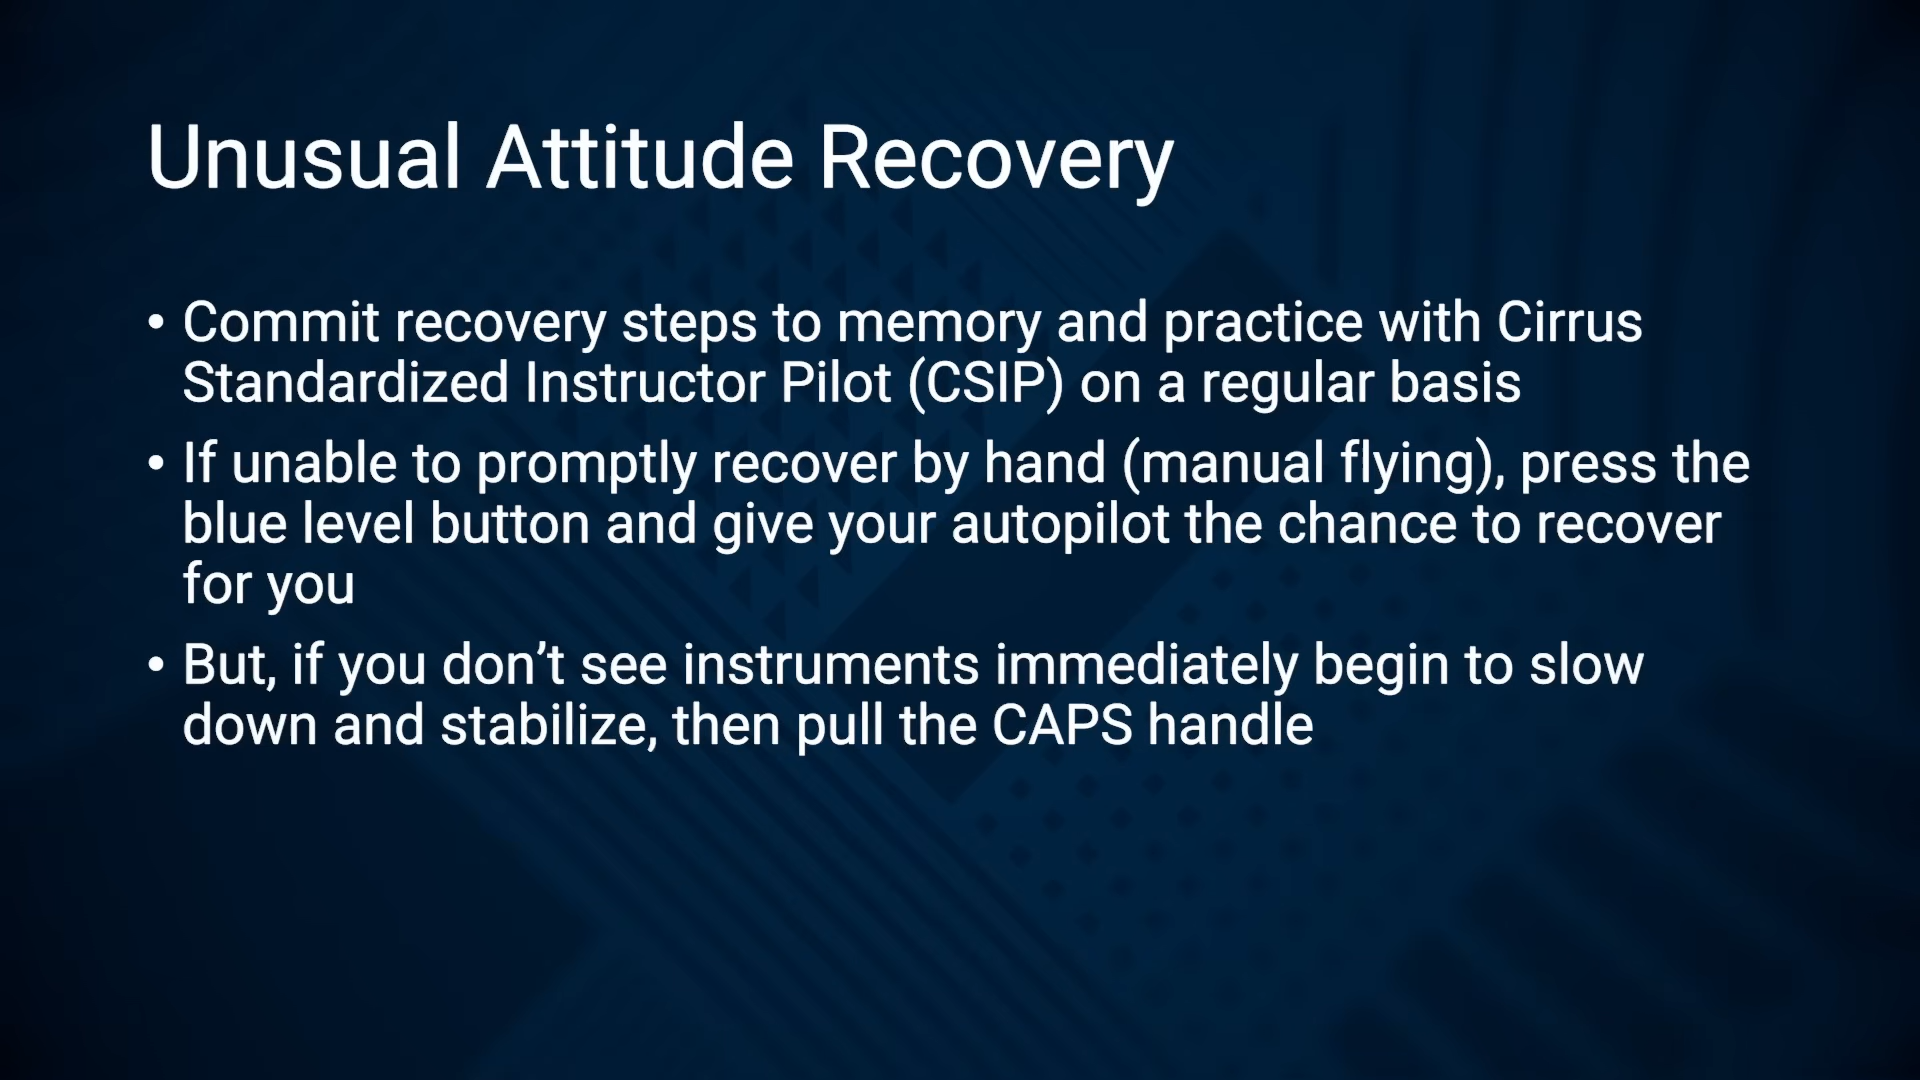 Unusual Attitude Recovery
• Commit recovery steps to memory and practice with Cirrus
Standardized Instructor Pilot (CSIP) on a regular basis
• If unable to promptly recover by hand (manual flying), press the
blue level button and give your autopilot the chance to recover
for you
• But, if you don’t see instruments immediately begin to slow
down and stabilize, then pull the CAPS handle